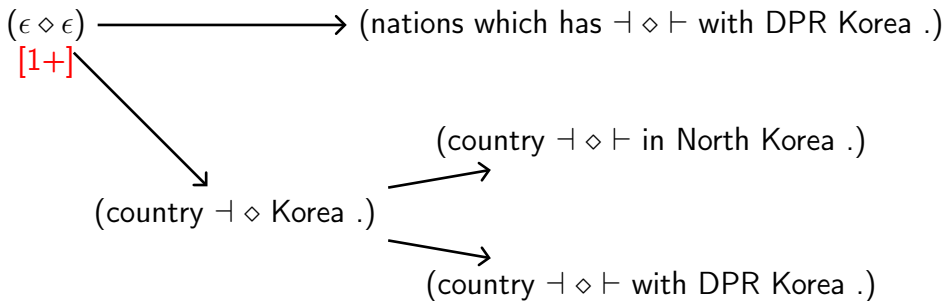 (ϵ ⋄ ϵ)
(nations which has ⊣ ⋄ ⊢ with DPR Korea .)
[1+]
(country ⊣ ⋄ ⊢ in North Korea .)
(country ⊣ ⋄ Korea .)
(country ⊣ ⋄ ⊢ with DPR Korea .)